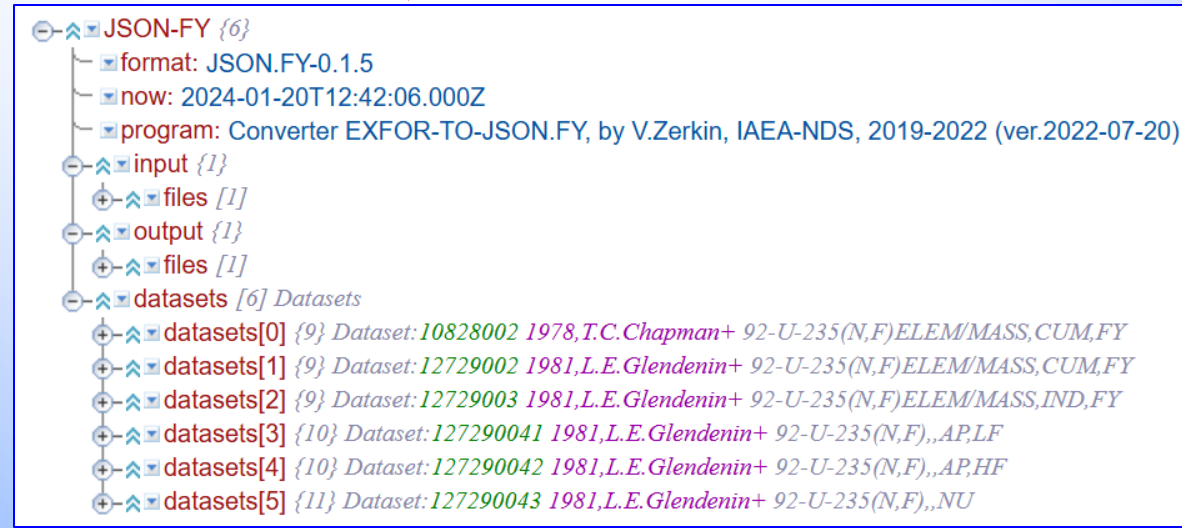 JSON-FY {6}
format: JSON.FY-0.1.5
now: 2024-01-20T12:42:06.000Z
program: Converter EXFOR-TO-JSON.FY, by V.Zerkin, IAEA-NDS, 2019-2022 (ver.2022-07-20)
input {1}
files [1]
output {1}
files [1]
datasets [6] Datasets
datasets[0] {9} Dataset:10828002 1978,T.C.Chapman+ 92-U-235(N,F)ELEM/MASS,CUM,FY
datasets[1] {9} Dataset:12729002 1981,L.E.Glendenin+ 92-U-235(N,F)ELEM/MASS,CUM,FY
datasets[2] {9} Dataset:12729003 1981,L.E.Glendenin+ 92-U-235(N,F)ELEM/MASS,IND,FY
datasets[3] {10} Dataset:127290041 1981,L.E.Glendenin+ 92-U-235(N,F),,AP,LF
datasets[4] {10} Dataset:127290042 1981,L.E.Glendenin+ 92-U-235(N,F),,AP,HF
datasets[5] {11} Dataset:127290043 1981,L.E.Glendenin+ 92-U-235(N,F),,NU